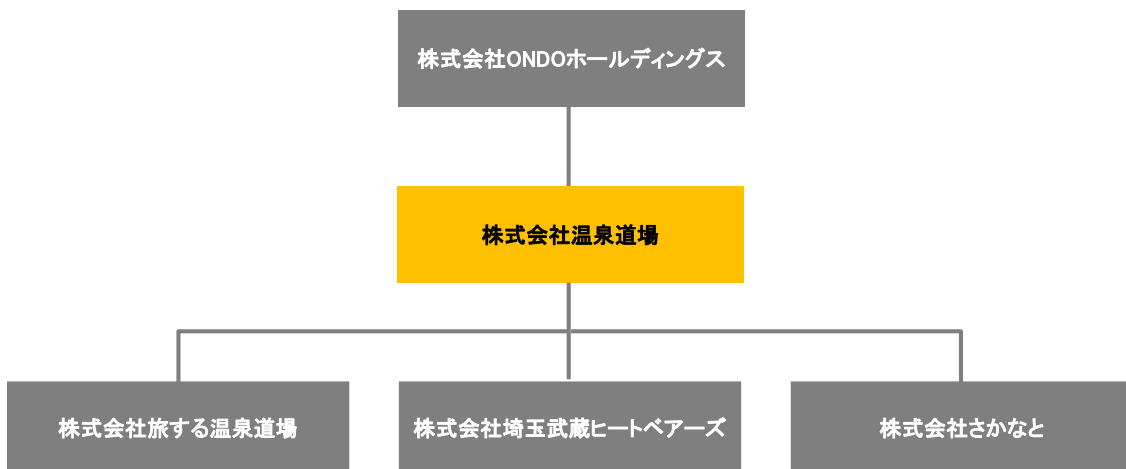 株式会社ONDOホールディングス
株式会社温泉道場
株式会社旅する温泉道場
株式会社埼玉武蔵ヒートベアーズ
株式会社さかなと